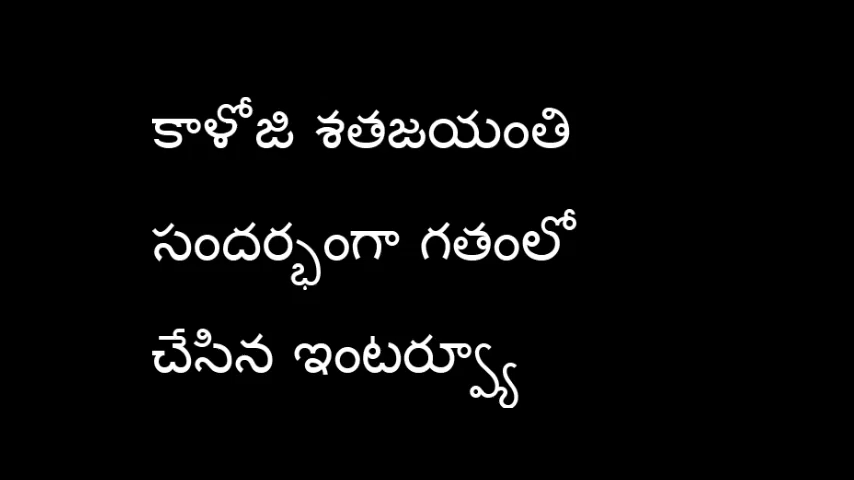 కాళోజి శతజయంతి
సందర్భంగా గతంలో
చేసిన ఇంటర్వ్యూ